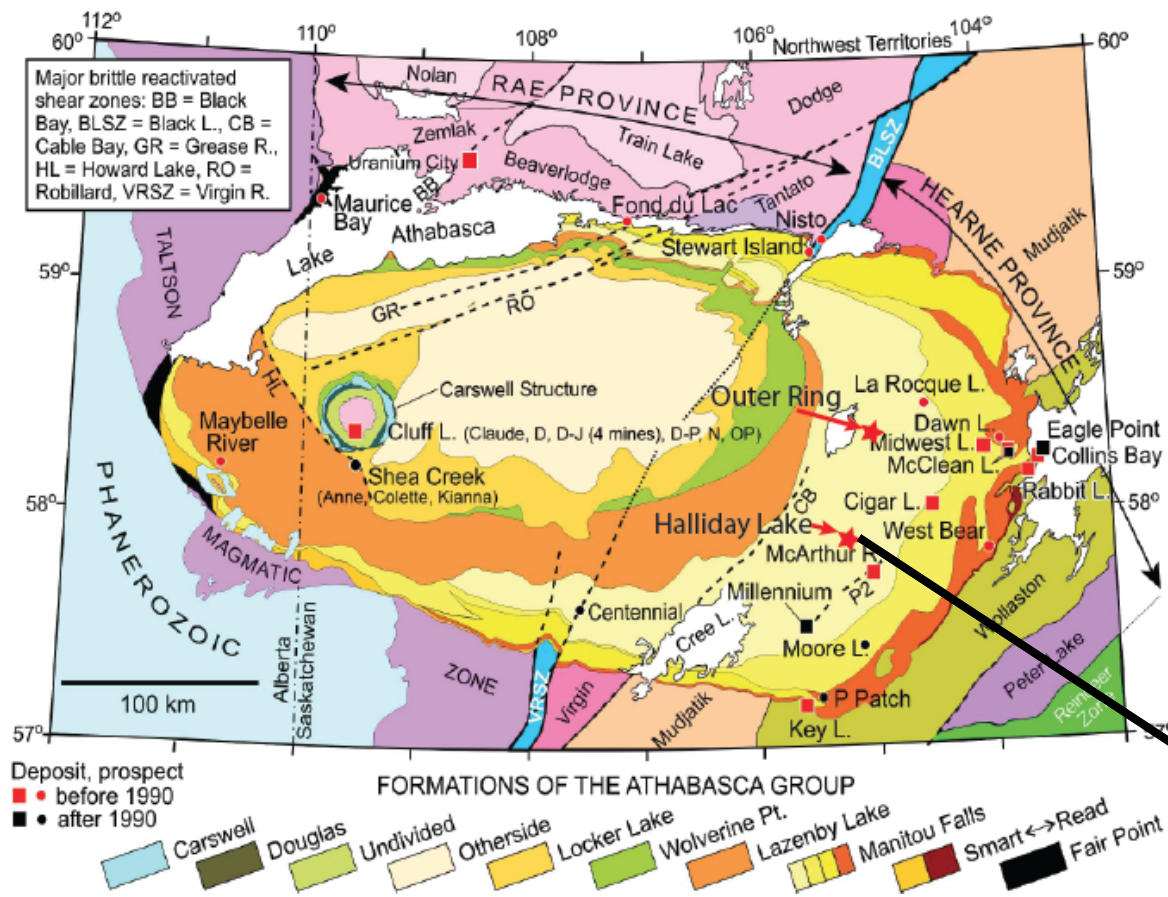 112°
110°
108°
106°
104°
60°
60°
Northwest Territories
Major brittle reactivated
shear zones: BB = Black
Bay, BLSZ = Black L., CB =
Cable Bay, GR = Grease R.,
HL = Howard Lake, RO =
Robillard, VRSZ = Virgin R.
Nolan
RAE PROVINCE
Dodge
Zemlak
Train Lake
BLSZ
Uranium City
Beaverlodge
BB
HEARNE PROVINCE
Maurice
Bay
Fond du Lac
Tantato
Nisto
Mudjatik
Athabasca
Stewart Island
Lake
TALTSON
59°
59°
GR
RO
HL
Carswell Structure
La Rocque L.
Outer Ring
Maybelle
River
Cluff L. (Claude, D, D-J (4 mines), D-P, N, OP)
Dawn L.
Midwest L.
Eagle Point
McClean L.
Collins Bay
Shea Creek
(Anne, Colette, Kianna)
Rabbit L.
58°
58°
CB
Cigar L.
PHANEROZOIC
Halliday Lake
West Bear
McArthur R.
MAGMATIC
Millennium
P2
Centennial
Wollaston
Cree L.
Moore L.
Alberta
Saskatchewan
Peter Lake
100 km
ZONE
VRSZ
Virgin
P Patch
Reindeer
Zone
Mudjatik
Key L.
57°
57°
Deposit, prospect
before 1990
after 1990
FORMATIONS OF THE ATHABASCA GROUP
Carswell
Douglas
Undivided
Otherside
Locker Lake
Wolverine Pt.
Lazenby Lake
Manitou Falls
Smart<->Read
Fair Point